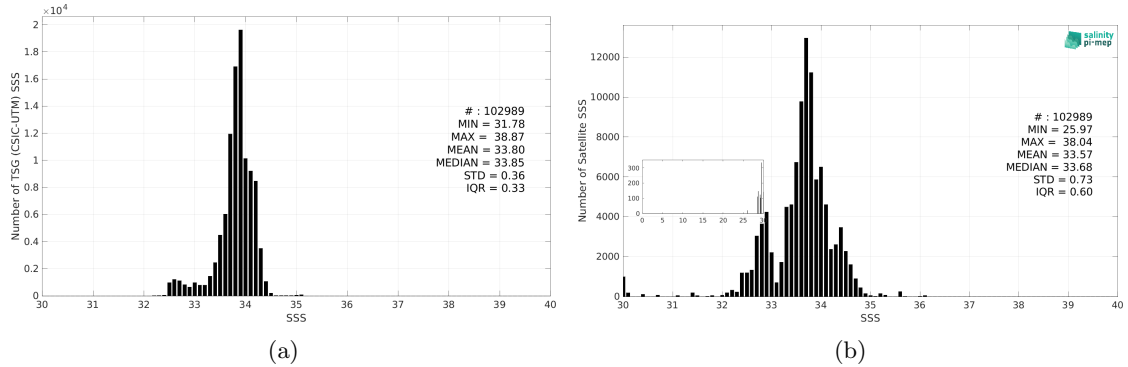 ×10⁴
2
1.8
1.6
1.4
1.2
1
0.8
0.6
0.4
0.2
0
Number of TSG (CSIC-UTM) SSS
# : 102989
MIN = 31.78
MAX = 38.87
MEAN = 33.80
MEDIAN = 33.85
STD = 0.36
IQR = 0.33
30 31 32 33 34 35 36 37 38 39 40
SSS
(a)
salinity
pi-mep
12000
10000
8000
6000
4000
2000
0
Number of Satellite SSS
# : 102989
MIN = 25.97
MAX = 38.04
MEAN = 33.57
MEDIAN = 33.68
STD = 0.73
IQR = 0.60
300
200
100
0
0 5 10 15 20 25 30
30 31 32 33 34 35 36 37 38 39 40
SSS
(b)